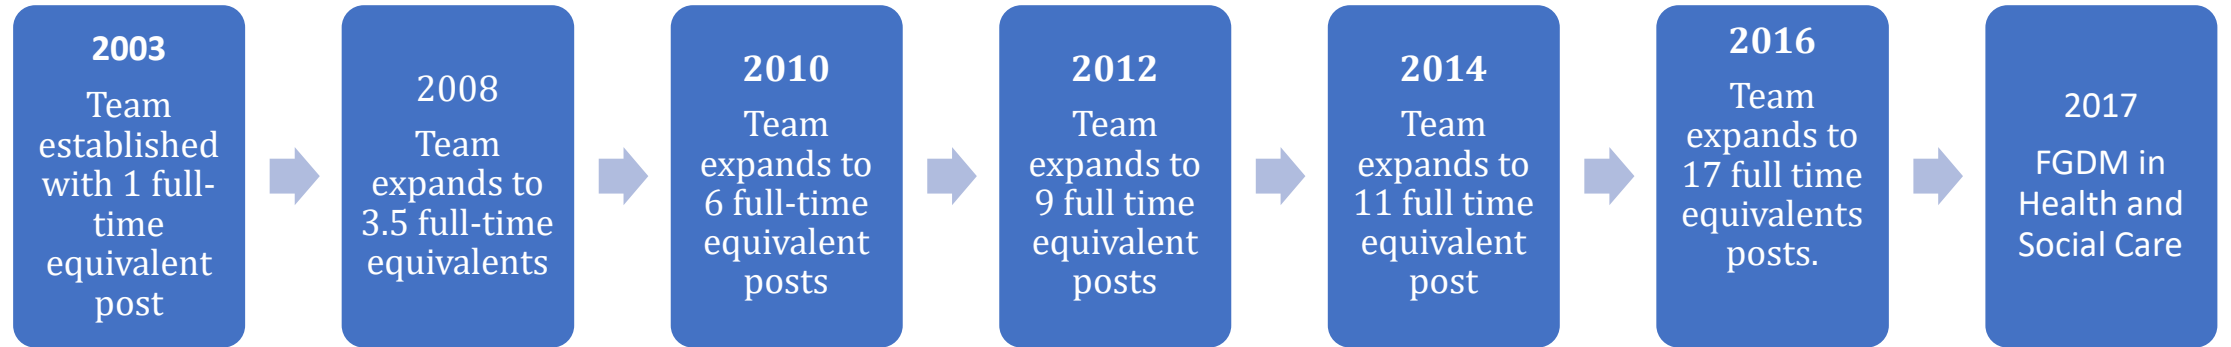 2003
Team
established
with 1 full-
time
equivalent
post
2008
Team
expands to
3.5 full-time
equivalents
2010
Team
expands to
6 full-time
equivalent
posts
2012
Team
expands to
9 full time
equivalent
posts
2014
Team
expands to
11 full time
equivalent
post
2016
Team
expands to
17 full time
equivalents
posts.
2017
FGDM in
Health and
Social Care